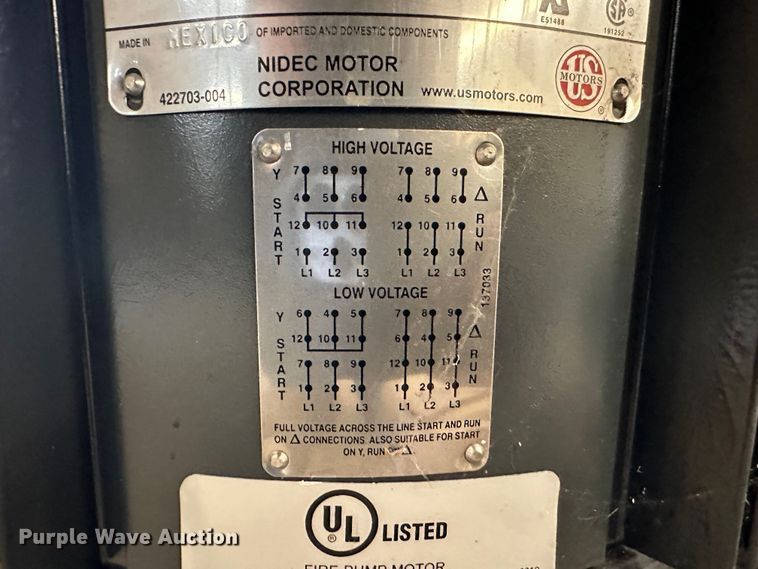 E51488
SA
191252
MADE IN MEXICO OF IMPORTED AND DOMESTIC COMPONENTS
NIDEC MOTOR
CORPORATION
www.usmotors.com
US MOTORS ®
422703-004
HIGH VOLTAGE
Y START
7 8 9 7 8 9
4 5 6 4 5 6
Δ RUN
12 10 11 12 10 11
1 2 3 1 2 3
L1 L2 L3 L1 L2 L3
137033
LOW VOLTAGE
Y START
6 4 5 7 8 9
Δ RUN
12 10 11 6 4 5
7 8 9 12 10 11
1 2 3 1 2 3
L1 L2 L3 L1 L2 L3
FULL VOLTAGE ACROSS THE LINE START AND RUN
ON Δ CONNECTIONS. ALSO SUITABLE FOR START
ON Y, RUN ON Δ.
UL ® LISTED
FIRE PUMP MOTOR
Purple Wave Auction